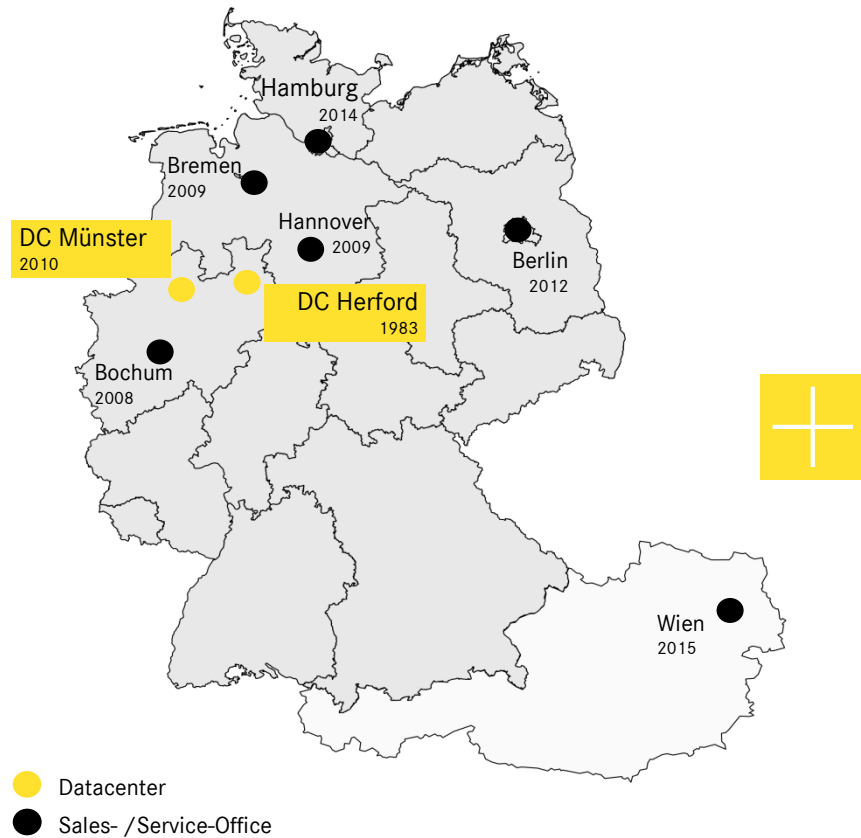 Hamburg
2014
Bremen
2009
Hannover
2009
DC Münster
2010
Berlin
2012
DC Herford
1983
Bochum
2008
Wien
2015
Datacenter
Sales- /Service-Office